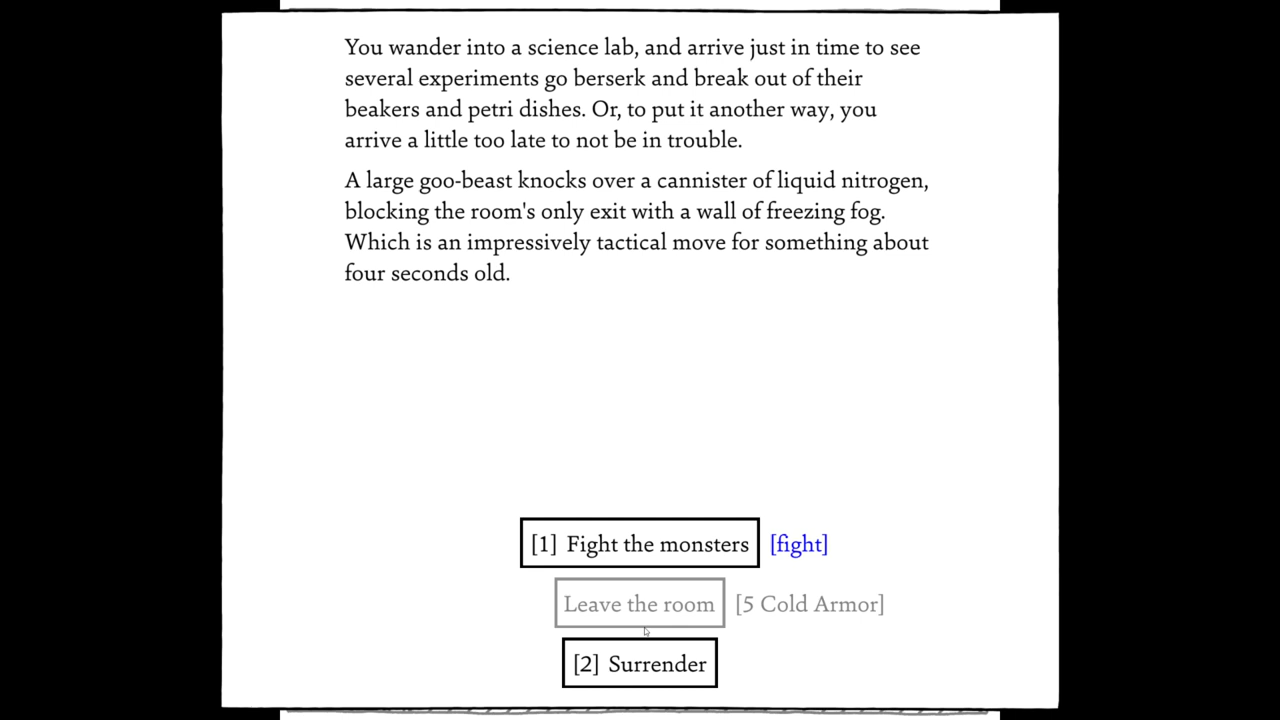 You wander into a science lab, and arrive just in time to see
several experiments go berserk and break out of their
beakers and petri dishes. Or, to put it another way, you
arrive a little too late to not be in trouble.
A large goo-beast knocks over a cannister of liquid nitrogen,
blocking the room's only exit with a wall of freezing fog.
Which is an impressively tactical move for something about
four seconds old.
[1] Fight the monsters [fight]
Leave the room [5 Cold Armor]
[2] Surrender